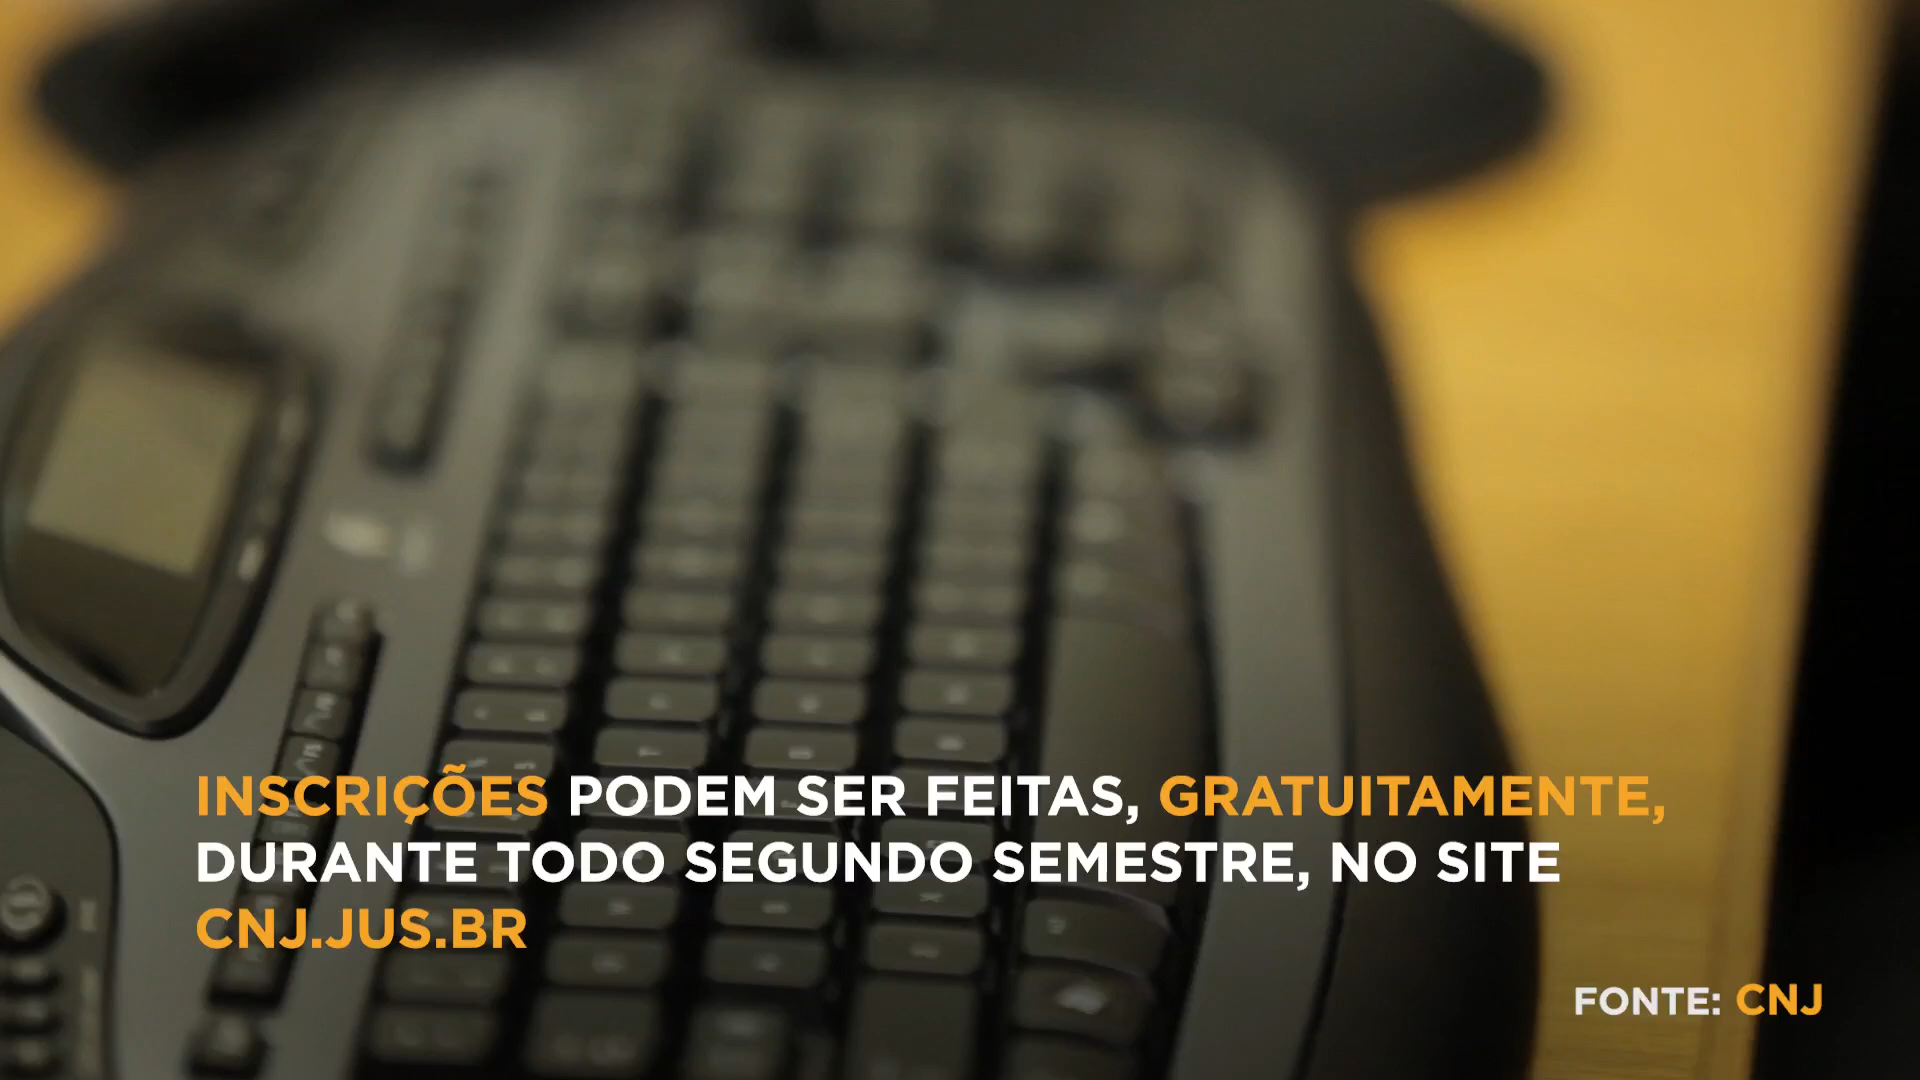 INSCRIÇÕES PODEM SER FEITAS, GRATUITAMENTE,
DURANTE TODO SEGUNDO SEMESTRE, NO SITE
CNJ.JUS.BR
FONTE: CNJ